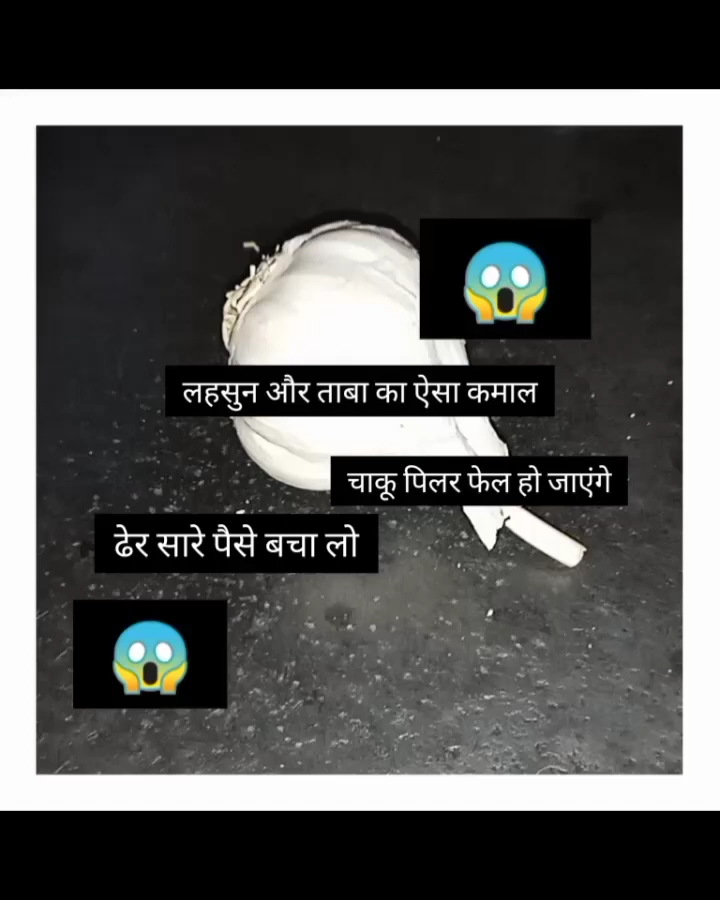 लहसुन और ताबा का ऐसा कमाल
चाकू पिलर फेल हो जाएंगे
ढेर सारे पैसे बचा लो